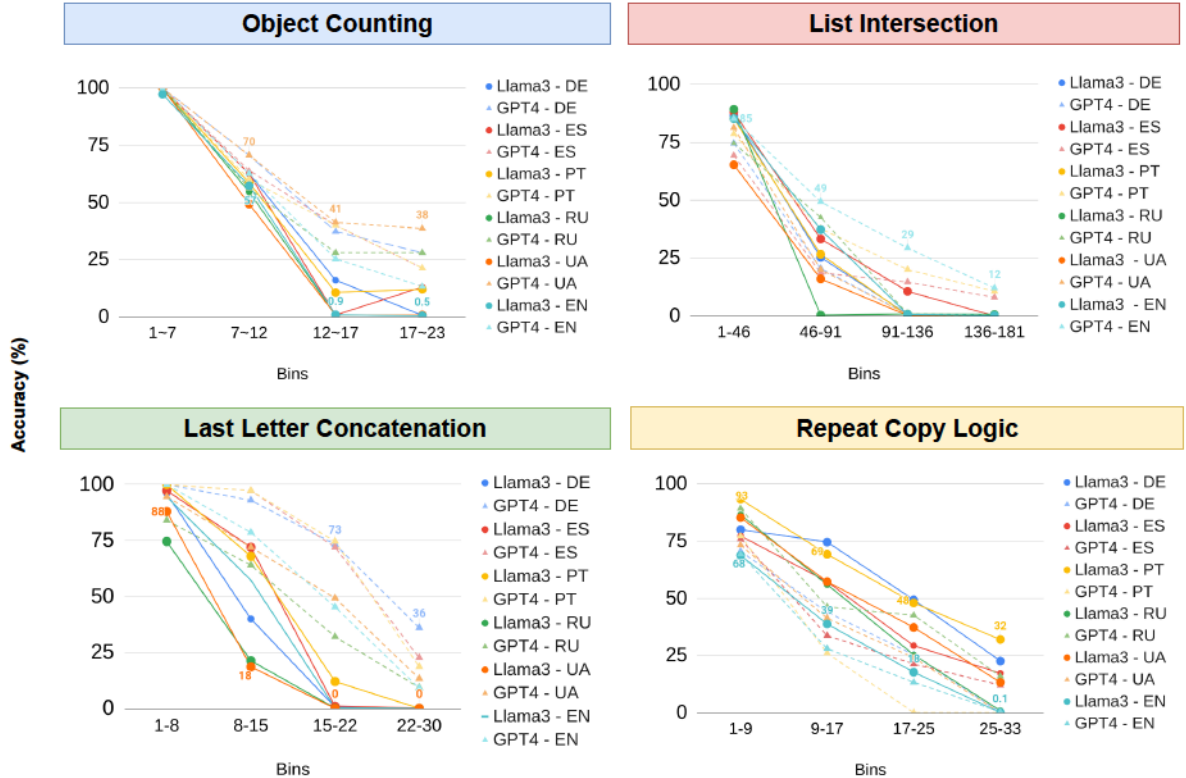 Object Counting
100
75
50
25
0
70
57
41
0.9
38
0.5
1~7
7~12
12~17
17~23
Bins
Llama3 - DE
GPT4 - DE
Llama3 - ES
GPT4 - ES
Llama3 - PT
GPT4 - PT
Llama3 - RU
GPT4 - RU
Llama3 - UA
GPT4 - UA
Llama3 - EN
GPT4 - EN
List Intersection
100
75
50
25
0
49
29
12
1-46
46-91
91-136
136-181
Bins
Llama3 - DE
GPT4 - DE
Llama3 - ES
GPT4 - ES
Llama3 - PT
GPT4 - PT
Llama3 - RU
GPT4 - RU
Llama3 - UA
GPT4 - UA
Llama3 - EN
GPT4 - EN
Accuracy (%)
Last Letter Concatenation
100
75
50
25
0
88
18
73
0
36
0
1-8
8-15
15-22
22-30
Bins
Llama3 - DE
GPT4 - DE
Llama3 - ES
GPT4 - ES
Llama3 - PT
GPT4 - PT
Llama3 - RU
GPT4 - RU
Llama3 - UA
GPT4 - UA
Llama3 - EN
GPT4 - EN
Repeat Copy Logic
100
75
50
25
0
93
68
69
39
48
32
0.1
1-9
9-17
17-25
25-33
Bins
Llama3 - DE
GPT4 - DE
Llama3 - ES
GPT4 - ES
Llama3 - PT
GPT4 - PT
Llama3 - RU
GPT4 - RU
Llama3 - UA
GPT4 - UA
Llama3 - EN
GPT4 - EN